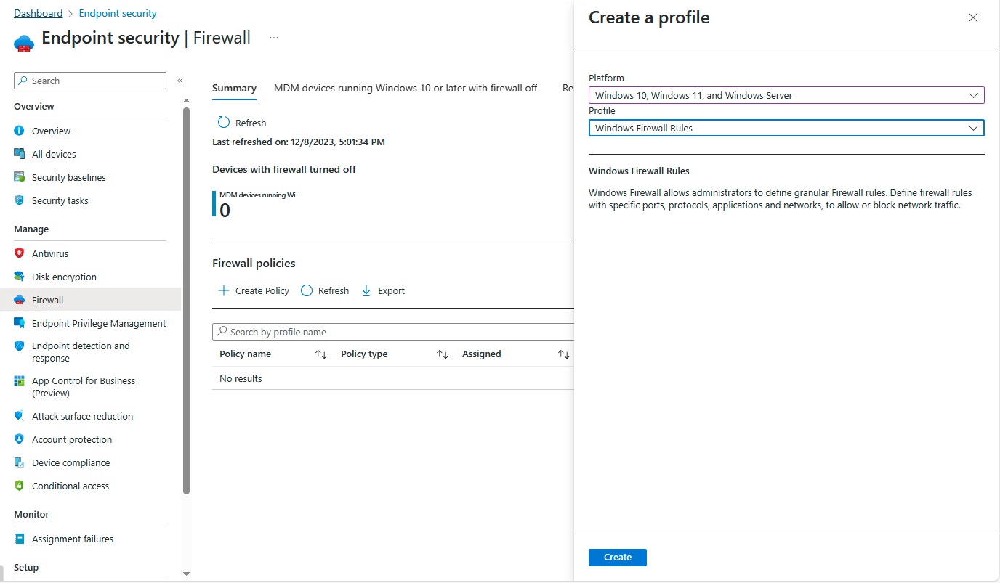 Dashboard > Endpoint security
Endpoint security | Firewall ...
Search «
Overview
Overview
All devices
Security baselines
Security tasks
Manage
Antivirus
Disk encryption
Firewall
Endpoint Privilege Management
Endpoint detection and
response
App Control for Business
(Preview)
Attack surface reduction
Account protection
Device compliance
Conditional access
Monitor
Assignment failures
Setup
Summary MDM devices running Windows 10 or later with firewall off Re
Refresh
Last refreshed on: 12/8/2023, 5:01:34 PM
Devices with firewall turned off
MDM devices running Wi...
0
Firewall policies
Create Policy Refresh Export
Search by profile name
Policy name Policy type Assigned
No results
Create a profile
Platform
Windows 10, Windows 11, and Windows Server
Profile
Windows Firewall Rules
Windows Firewall Rules
Windows Firewall allows administrators to define granular Firewall rules. Define firewall rules
with specific ports, protocols, applications and networks, to allow or block network traffic.
Create